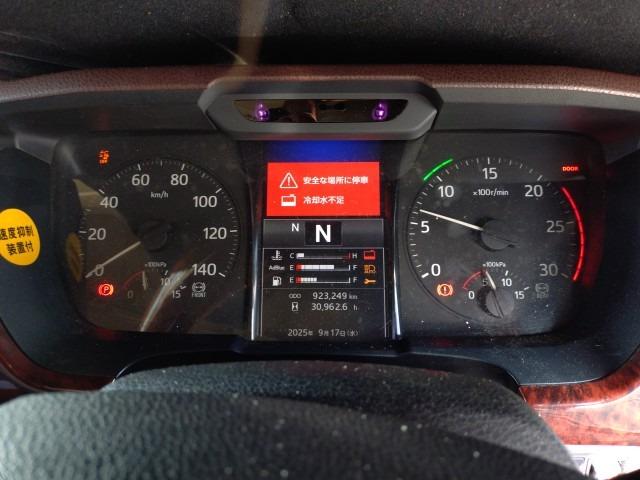 安全な場所に停車
冷却水不足
N N
C H
AdBlue E F
E F
ODO 923,249 km
30,962.6 h
2025年 9月17日(水)
0 20 40 60 80 100 120 140
km/h
×100kPa
0 5 10 15
FRONT
0 5 10 15 20 25 30
×100r/min
×100kPa
0 5 10 15
DOOR
速度抑制
装置付